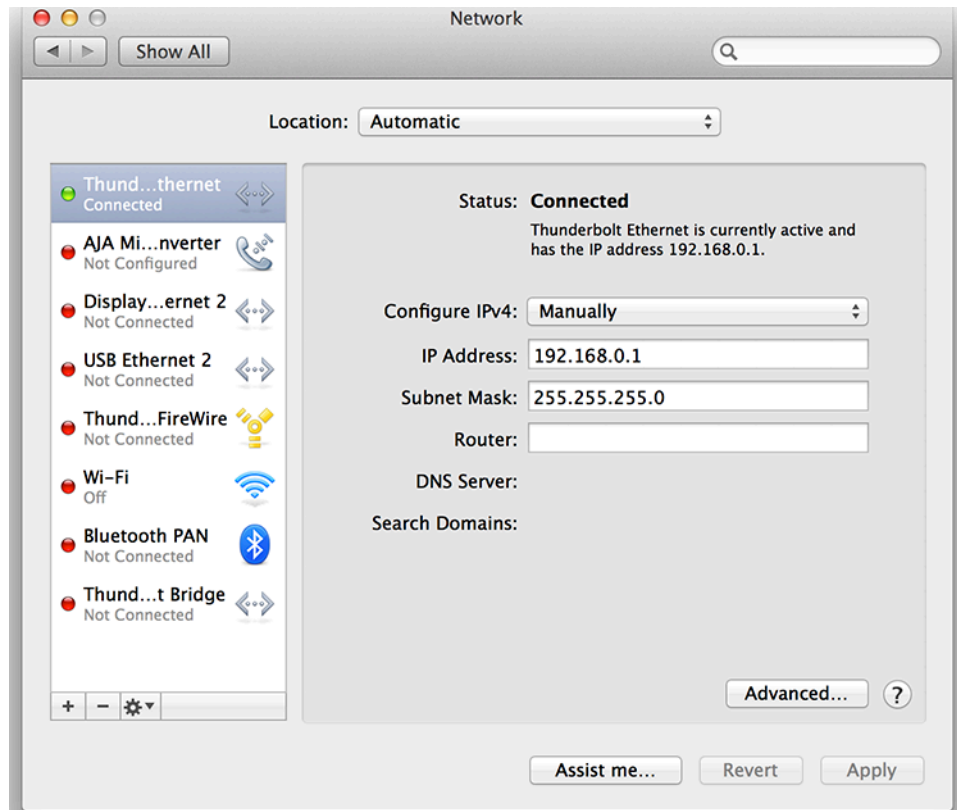 Network
Show All
Location: Automatic
Thund...thernet
Connected
AJA Mi...nverter
Not Configured
Display...ernet 2
Not Connected
USB Ethernet 2
Not Connected
Thund...FireWire
Not Connected
Wi-Fi
Off
Bluetooth PAN
Not Connected
Thund...t Bridge
Not Connected
+ −
Status: Connected
Thunderbolt Ethernet is currently active and
has the IP address 192.168.0.1.
Configure IPv4: Manually
IP Address: 192.168.0.1
Subnet Mask: 255.255.255.0
Router:
DNS Server:
Search Domains:
Advanced... ?
Assist me... Revert Apply